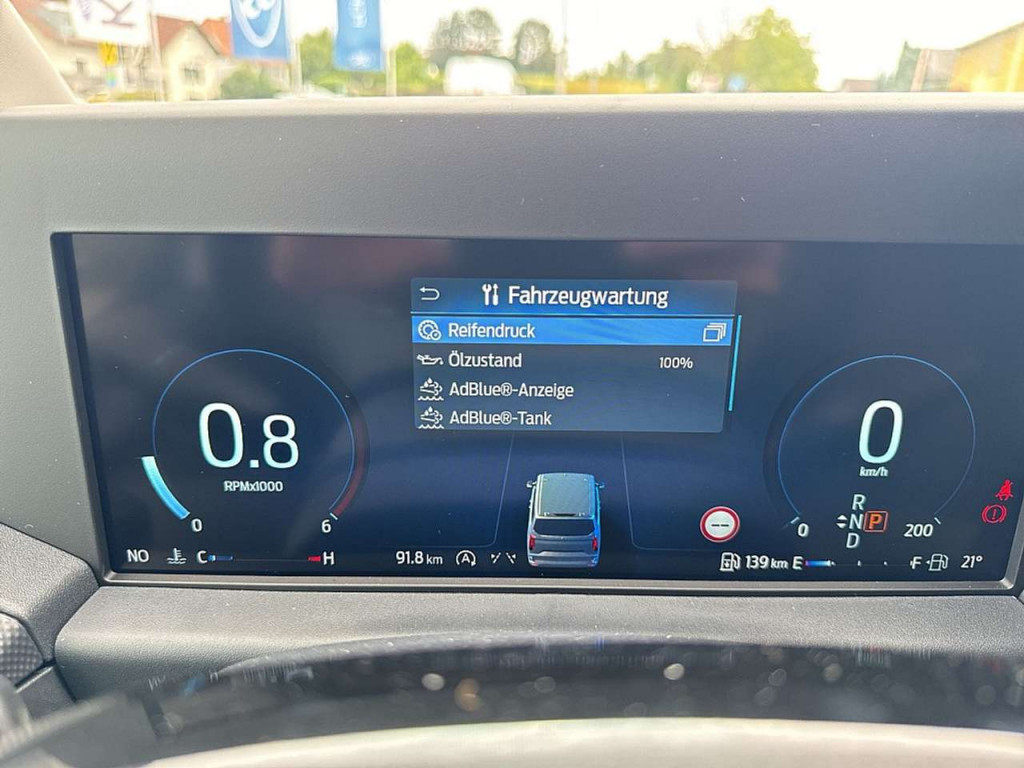 Fahrzeugwartung
Reifendruck
Ölzustand 100%
AdBlue®-Anzeige
AdBlue®-Tank
0.8
RPMx1000
0 6
0
km/h
0 200
R
N P
D
NO C H 91.8 km A 139 km E F 21°